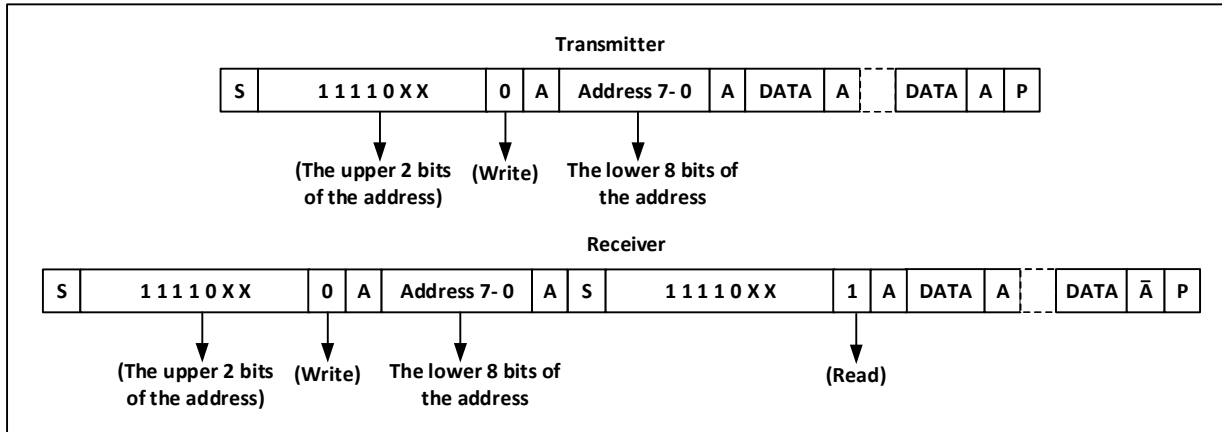 Transmitter
S 1 1 1 1 0 X X 0 A Address 7- 0 A DATA A DATA A P
(The upper 2 bits of the address) (Write) The lower 8 bits of the address
Receiver
S 1 1 1 1 0 X X 0 A Address 7- 0 A S 1 1 1 1 0 X X 1 A DATA A DATA Ā P
(The upper 2 bits of the address) (Write) The lower 8 bits of the address (Read)